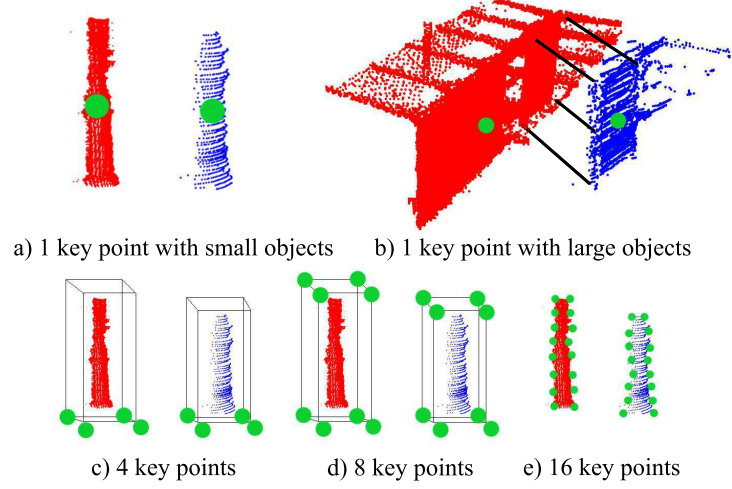 a) 1 key point with small objects
b) 1 key point with large objects
c) 4 key points
d) 8 key points
e) 16 key points